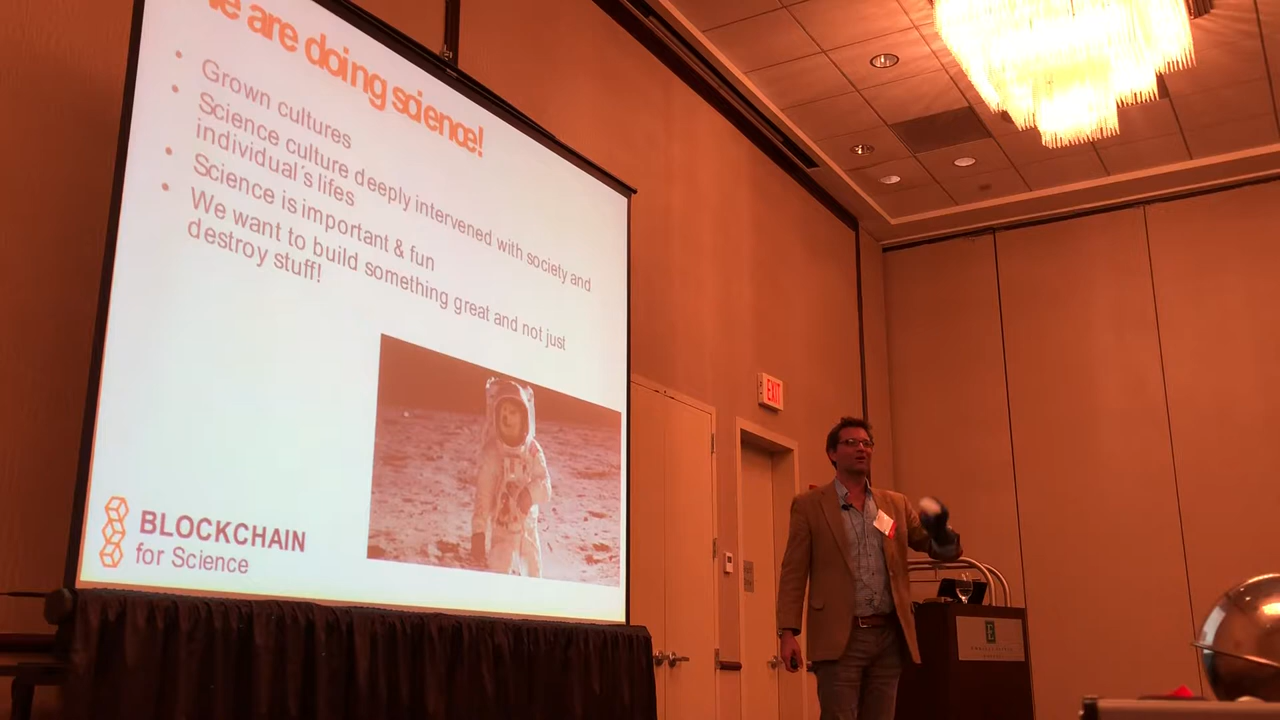 e are doing science!
• Grown cultures
• Science culture deeply intervened with society and
individual´s lifes
• Science is important & fun
• We want to build something great and not just
destroy stuff!
BLOCKCHAIN
for Science
EXIT
E